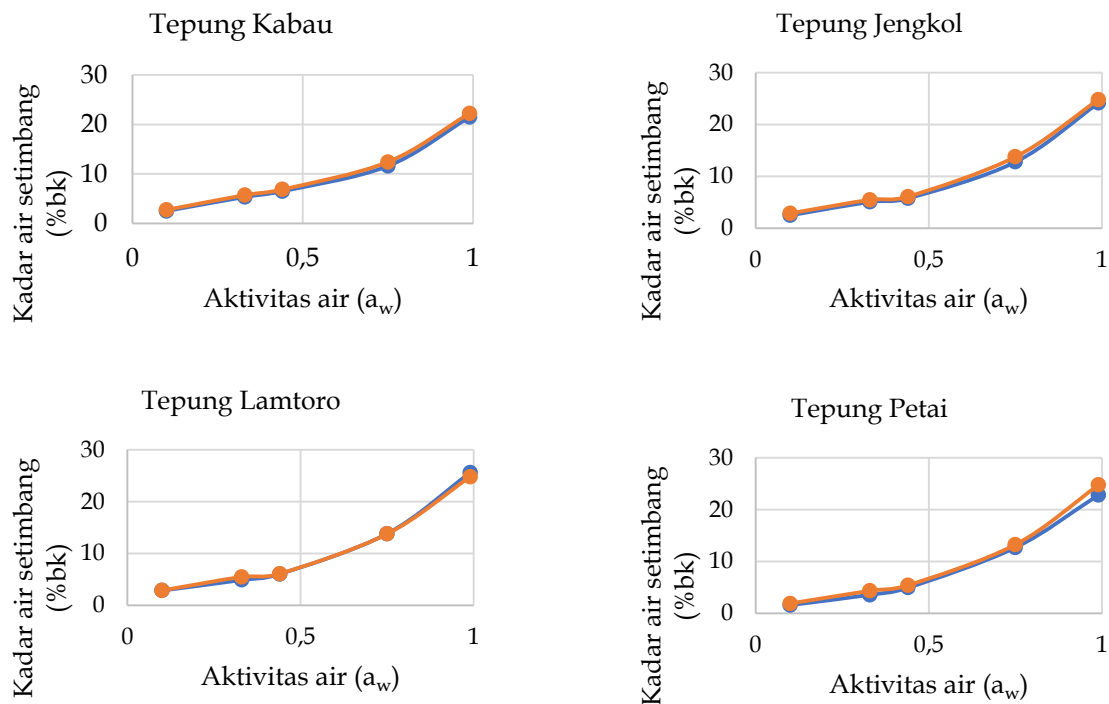 Tepung Kabau
Kadar air setimbang
(%bk)
30
20
10
0
0
0,5
1
Aktivitas air (aw)
Tepung Jengkol
Kadar air setimbang
(%bk)
30
20
10
0
0
0,5
1
Aktivitas air (aw)
Tepung Lamtoro
Kadar air setimbang
(%bk)
30
20
10
0
0
0,5
1
Aktivitas air (aw)
Tepung Petai
Kadar air setimbang
(%bk)
30
20
10
0
0
0,5
1
Aktivitas air (aw)